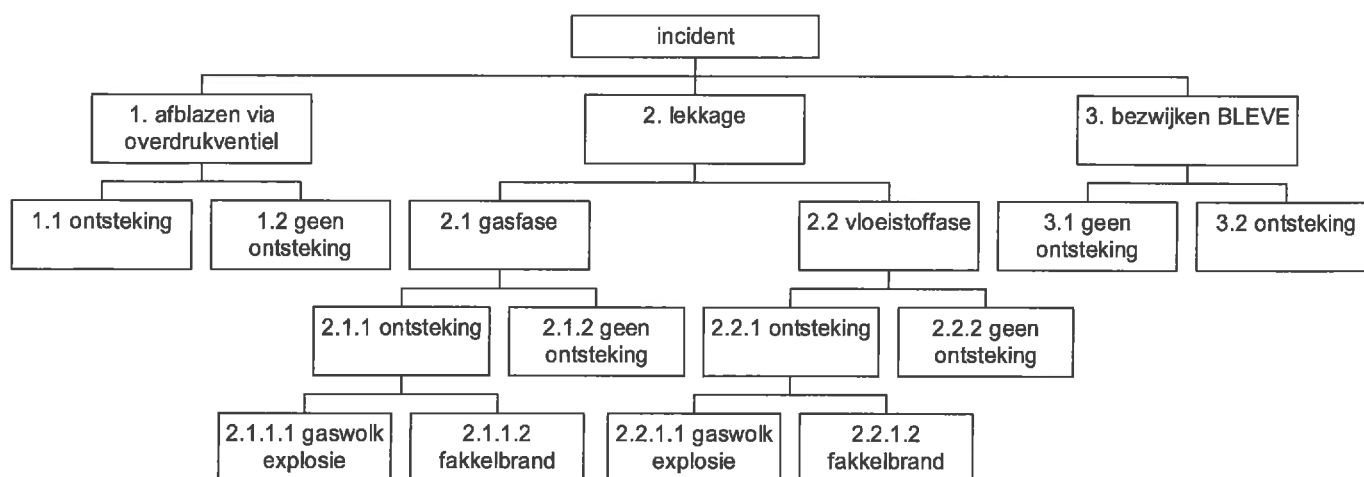 incident
1. afblazen via
overdrukventiel
2. lekkage
3. bezwijken BLEVE
1.1 ontsteking
1.2 geen
ontsteking
2.1 gasfase
2.2 vloeistoffase
3.1 geen
ontsteking
3.2 ontsteking
2.1.1 ontsteking
2.1.2 geen
ontsteking
2.2.1 ontsteking
2.2.2 geen
ontsteking
2.1.1.1 gaswolk
explosie
2.1.1.2
fakkelbrand
2.2.1.1 gaswolk
explosie
2.2.1.2
fakkelbrand